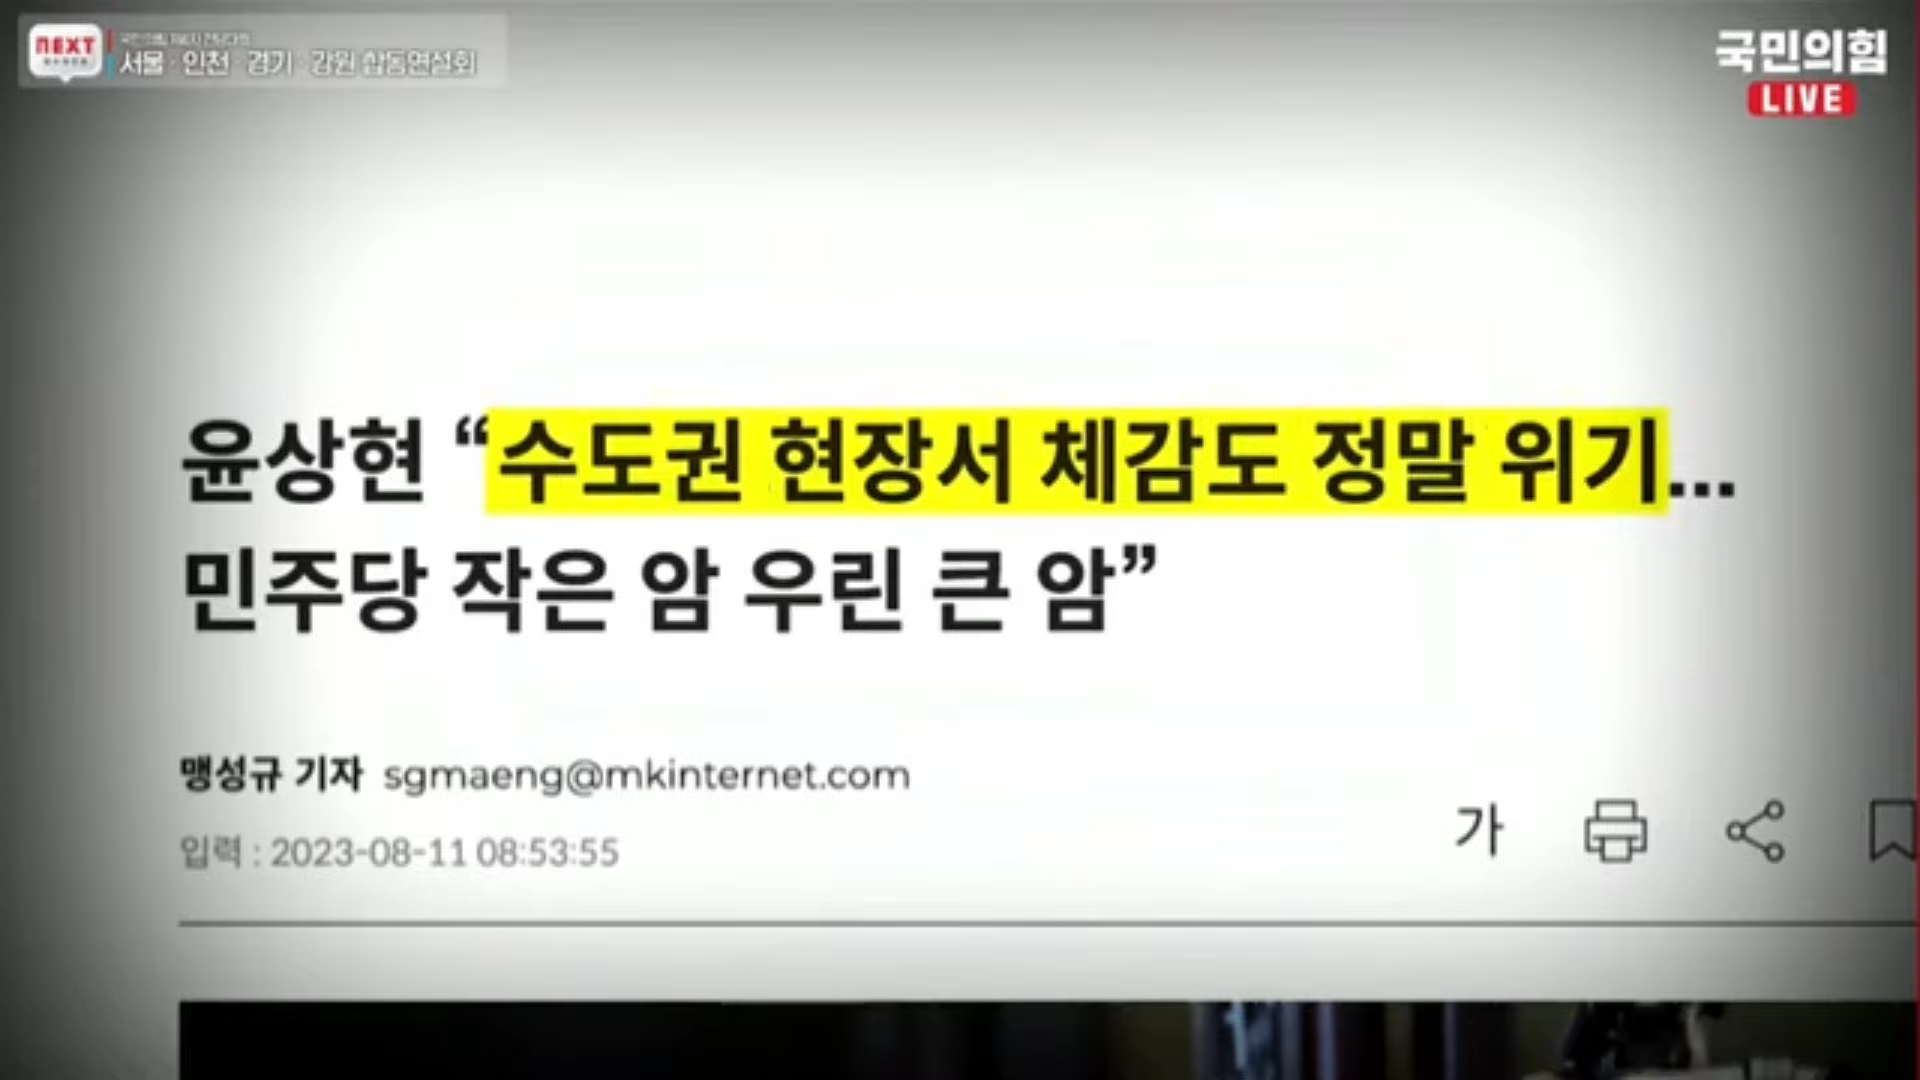 NEXT
서울·인천·경기·강원 합동연설회
국민의힘
LIVE
윤상현 “수도권 현장서 체감도 정말 위기...
민주당 작은 암 우린 큰 암”
맹성규 기자 sgmaeng@mkinternet.com
입력 : 2023-08-11 08:53:55
가